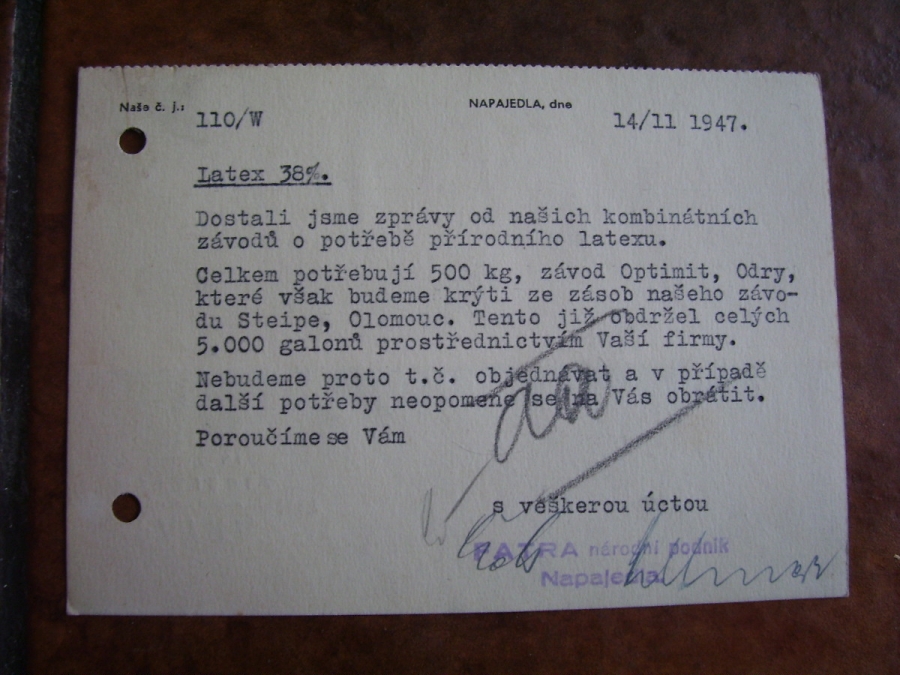 Naše č. j.: 110/W NAPAJEDLA, dne 14/11 1947.
Latex 38%.
Dostali jsme zprávy od našich kombinátních
závodů o potřebě přírodního latexu.
Celkem potřebují 500 kg, závod Optimit, Odry,
které však budeme krýti ze zásob našeho závo-
du Steipe, Olomouc. Tento již obdržel celých
5.000 galonů prostřednictvím Vaší firmy.
Nebudeme proto t.č. objednávat a v případě
další potřeby neopomene se na Vás obrátit.
Poroučíme se Vám
s veškerou úctou
FATRA národní podnik
Napajedla